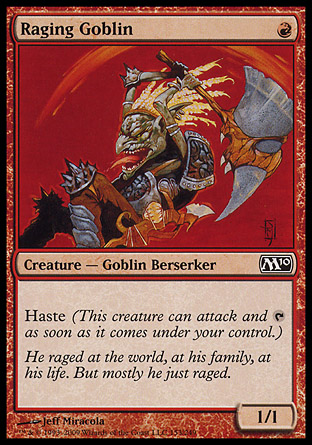 Raging Goblin
Creature — Goblin Berserker
M10
Haste (This creature can attack and
as soon as it comes under your control.)
He raged at the world, at his family, at
his life. But mostly he just raged.
Jeff Miracola
1/1